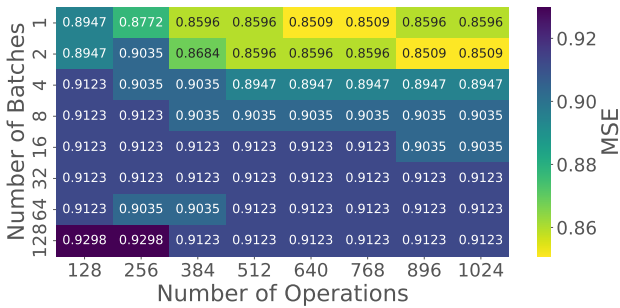 1 0.8947 0.8772 0.8596 0.8596 0.8509 0.8509 0.8596 0.8596
2 0.8947 0.9035 0.8684 0.8596 0.8596 0.8596 0.8509 0.8509
4 0.9123 0.9035 0.9035 0.8947 0.8947 0.8947 0.8947 0.8947
8 0.9123 0.9123 0.9035 0.9035 0.9035 0.9035 0.9035 0.9035
16 0.9123 0.9123 0.9123 0.9123 0.9123 0.9123 0.9035 0.9035
32 0.9123 0.9123 0.9123 0.9123 0.9123 0.9123 0.9123 0.9123
64 0.9123 0.9035 0.9035 0.9123 0.9123 0.9123 0.9123 0.9123
128 0.9298 0.9298 0.9123 0.9123 0.9123 0.9123 0.9123 0.9123
128 256 384 512 640 768 896 1024
Number of Operations
Number of Batches
0.92
0.90
0.88
0.86
MSE